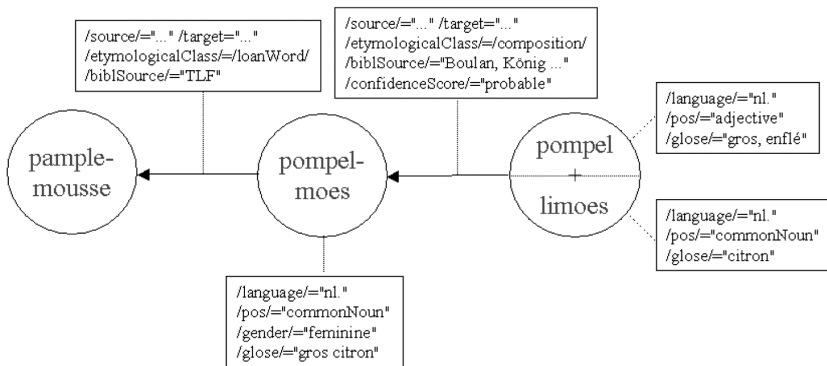 /source/="..." /target="..."
/etymologicalClass/=/loanWord/
/biblSource/="TLF"
/source/="..." /target="..."
/etymologicalClass/=/composition/
/biblSource/="Boulan, König ..."
/confidenceScore/="probable"
/language/="nl."
/pos/="adjective"
/glose/="gros, enflé"
pample-
mousse
pompel-
moes
pompel
+
limoes
/language/="nl."
/pos/="commonNoun"
/glose/="citron"
/language/="nl."
/pos/="commonNoun"
/gender/="feminine"
/glose/="gros citron"